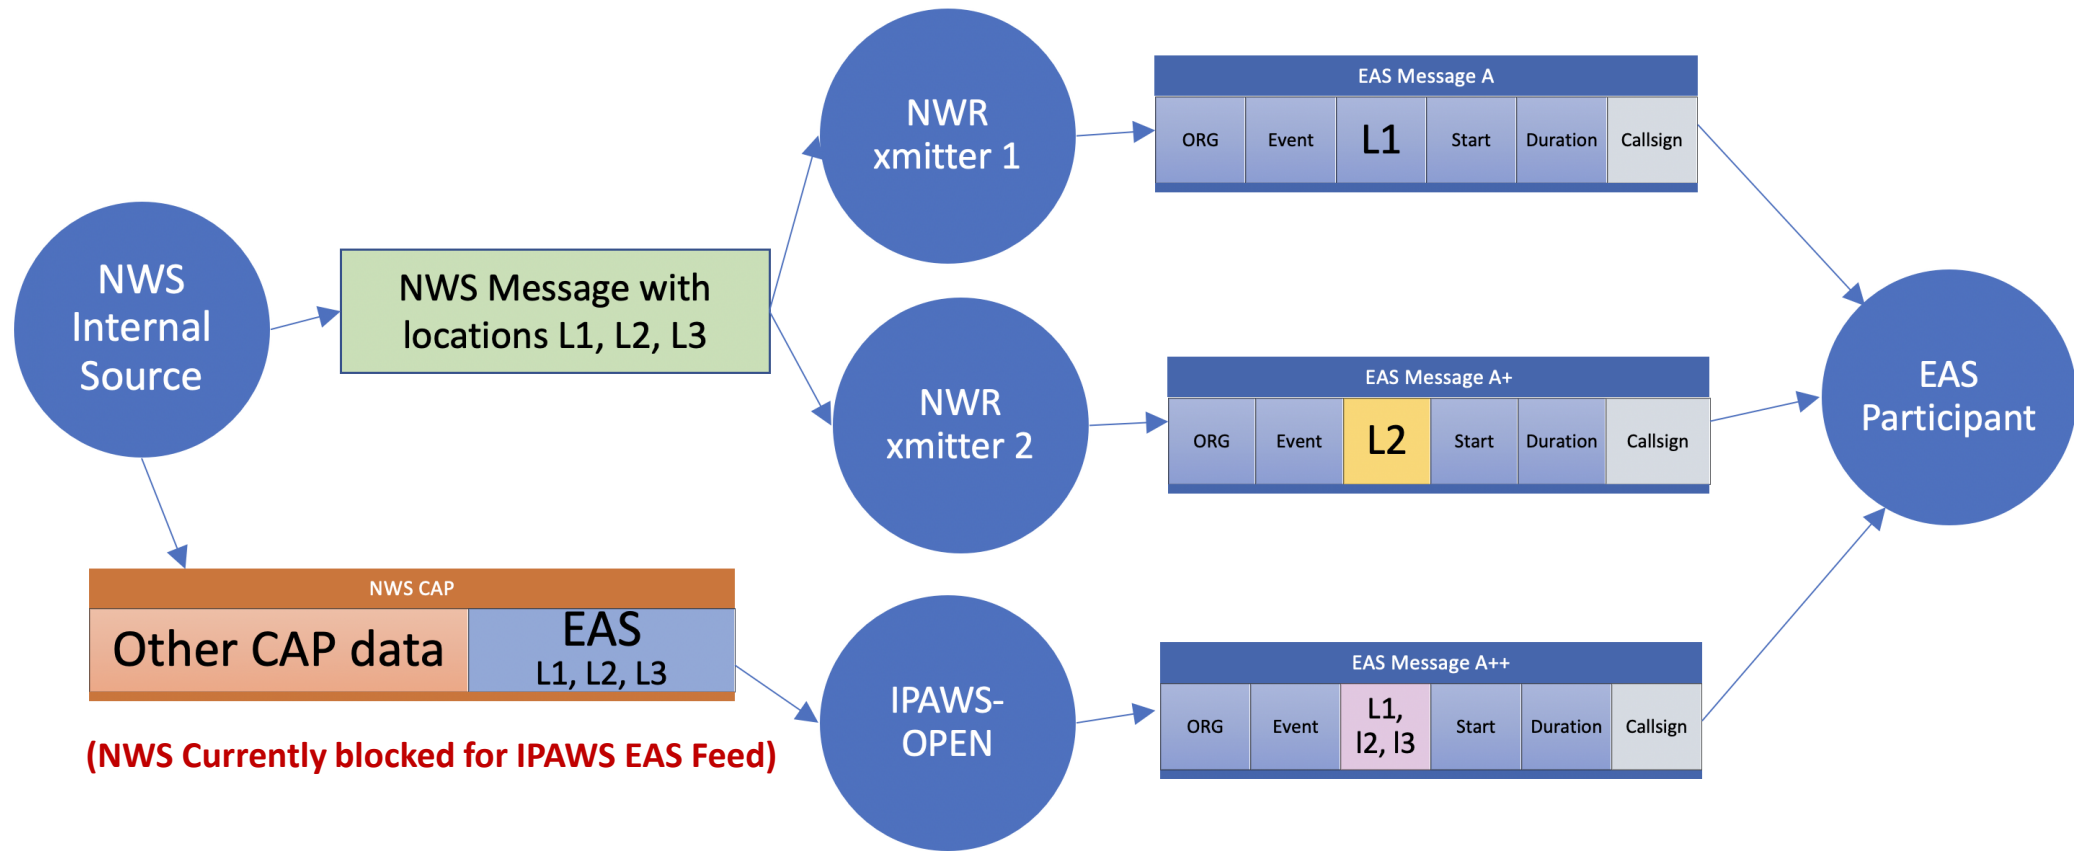 NWS
Internal
Source
NWS Message with
locations L1, L2, L3
NWR
xmitter 1
EAS Message A
ORG Event L1 Start Duration Callsign
NWR
xmitter 2
EAS Message A+
ORG Event L2 Start Duration Callsign
EAS
Participant
NWS CAP
Other CAP data
EAS
L1, L2, L3
(NWS Currently blocked for IPAWS EAS Feed)
IPAWS-
OPEN
EAS Message A++
ORG Event L1,
l2, l3 Start Duration Callsign